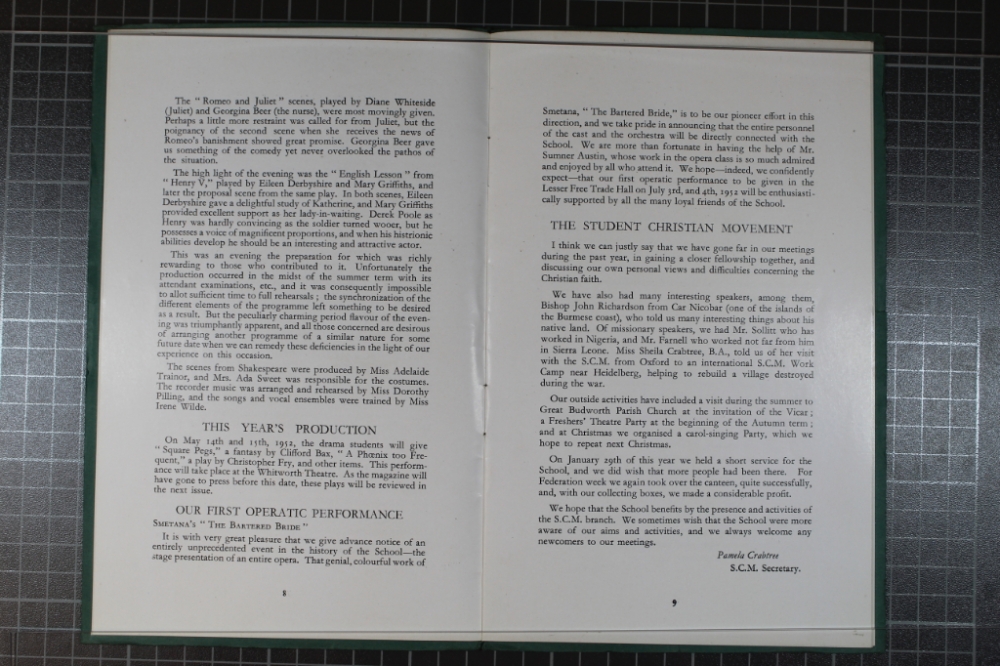 The " Romeo and Juliet " scenes, played by Diane Whiteside
(Juliet) and Georgina Beer (the nurse), were most movingly given.
Perhaps a little more restraint was called for from Juliet, but the
poignancy of the second scene when she receives the news of
Romeo's banishment showed great promise. Georgina Beer gave
us something of the comedy yet never overlooked the pathos of
the situation.
The high light of the evening was the " English Lesson " from
" Henry V," played by Eileen Derbyshire and Mary Griffiths, and
later the proposal scene from the same play. In both scenes, Eileen
Derbyshire gave a delightful study of Katherine, and Mary Griffiths
provided excellent support as her lady-in-waiting. Derek Poole as
Henry was hardly convincing as the soldier turned wooer, but he
possesses a voice of magnificent proportions, and when his histrionic
abilities develop he should be an interesting and attractive actor.
This was an evening the preparation for which was richly
rewarding to those who contributed to it. Unfortunately the
production occurred in the midst of the summer term with its
attendant examinations, etc., and it was consequently impossible
to allot sufficient time to full rehearsals ; the synchronization of the
different elements of the programme left something to be desired
as a result. But the peculiarly charming period flavour of the even-
ing was triumphantly apparent, and all those concerned are desirous
of arranging another programme of a similar nature for some
future date when we can remedy these deficiencies in the light of our
experience on this occasion.
The scenes from Shakespeare were produced by Miss Adelaide
Trainor, and Mrs. Ada Sweet was responsible for the costumes.
The recorder music was arranged and rehearsed by Miss Dorothy
Pilling, and the songs and vocal ensembles were trained by Miss
Irene Wilde.
THIS YEAR'S PRODUCTION
On May 14th and 15th, 1952, the drama students will give
" Square Pegs," a fantasy by Clifford Bax, " A Phœnix too Fre-
quent," a play by Christopher Fry, and other items. This perform-
ance will take place at the Whitworth Theatre. As the magazine will
have gone to press before this date, these plays will be reviewed in
the next issue.
OUR FIRST OPERATIC PERFORMANCE
SMETANA'S " THE BARTERED BRIDE "
It is with very great pleasure that we give advance notice of an
entirely unprecedented event in the history of the School—the
stage presentation of an entire opera. That genial, colourful work of
8
Smetana, " The Bartered Bride," is to be our pioneer effort in this
direction, and we take pride in announcing that the entire personnel
of the cast and the orchestra will be directly connected with the
School. We are more than fortunate in having the help of Mr.
Sumner Austin, whose work in the opera class is so much admired
and enjoyed by all who attend it. We hope—indeed, we confidently
expect—that our first operatic performance to be given in the
Lesser Free Trade Hall on July 3rd, and 4th, 1952 will be enthusiasti-
cally supported by all the many loyal friends of the School.
THE STUDENT CHRISTIAN MOVEMENT
I think we can justly say that we have gone far in our meetings
during the past year, in gaining a closer fellowship together, and
discussing our own personal views and difficulties concerning the
Christian faith.
We have also had many interesting speakers, among them,
Bishop John Richardson from Car Nicobar (one of the islands of
the Burmese coast), who told us many interesting things about his
native land. Of missionary speakers, we had Mr. Sollitt who has
worked in Nigeria, and Mr. Farnell who worked not far from him
in Sierra Leone. Miss Sheila Crabtree, B.A., told us of her visit
with the S.C.M. from Oxford to an international S.C.M. Work
Camp near Heidelberg, helping to rebuild a village destroyed
during the war.
Our outside activities have included a visit during the summer to
Great Budworth Parish Church at the invitation of the Vicar ;
a Freshers' Theatre Party at the beginning of the Autumn term ;
and at Christmas we organised a carol-singing Party, which we
hope to repeat next Christmas.
On January 29th of this year we held a short service for the
School, and we did wish that more people had been there. For
Federation week we again took over the canteen, quite successfully,
and, with our collecting boxes, we made a considerable profit.
We hope that the School benefits by the presence and activities of
the S.C.M. branch. We sometimes wish that the School were more
aware of our aims and activities, and we always welcome any
newcomers to our meetings.
Pamela Crabtree
S.C.M. Secretary.
9